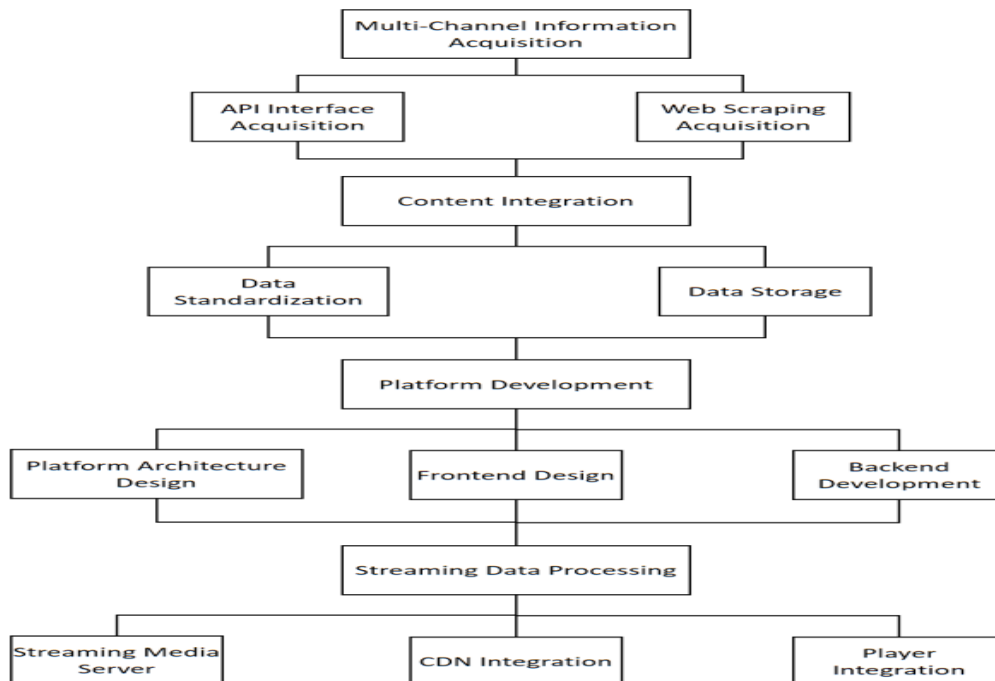 Multi-Channel Information
Acquisition
API Interface
Acquisition
Web Scraping
Acquisition
Content Integration
Data
Standardization
Data Storage
Platform Development
Platform Architecture
Design
Frontend Design
Backend
Development
Streaming Data Processing
Streaming Media
Server
CDN Integration
Player
Integration